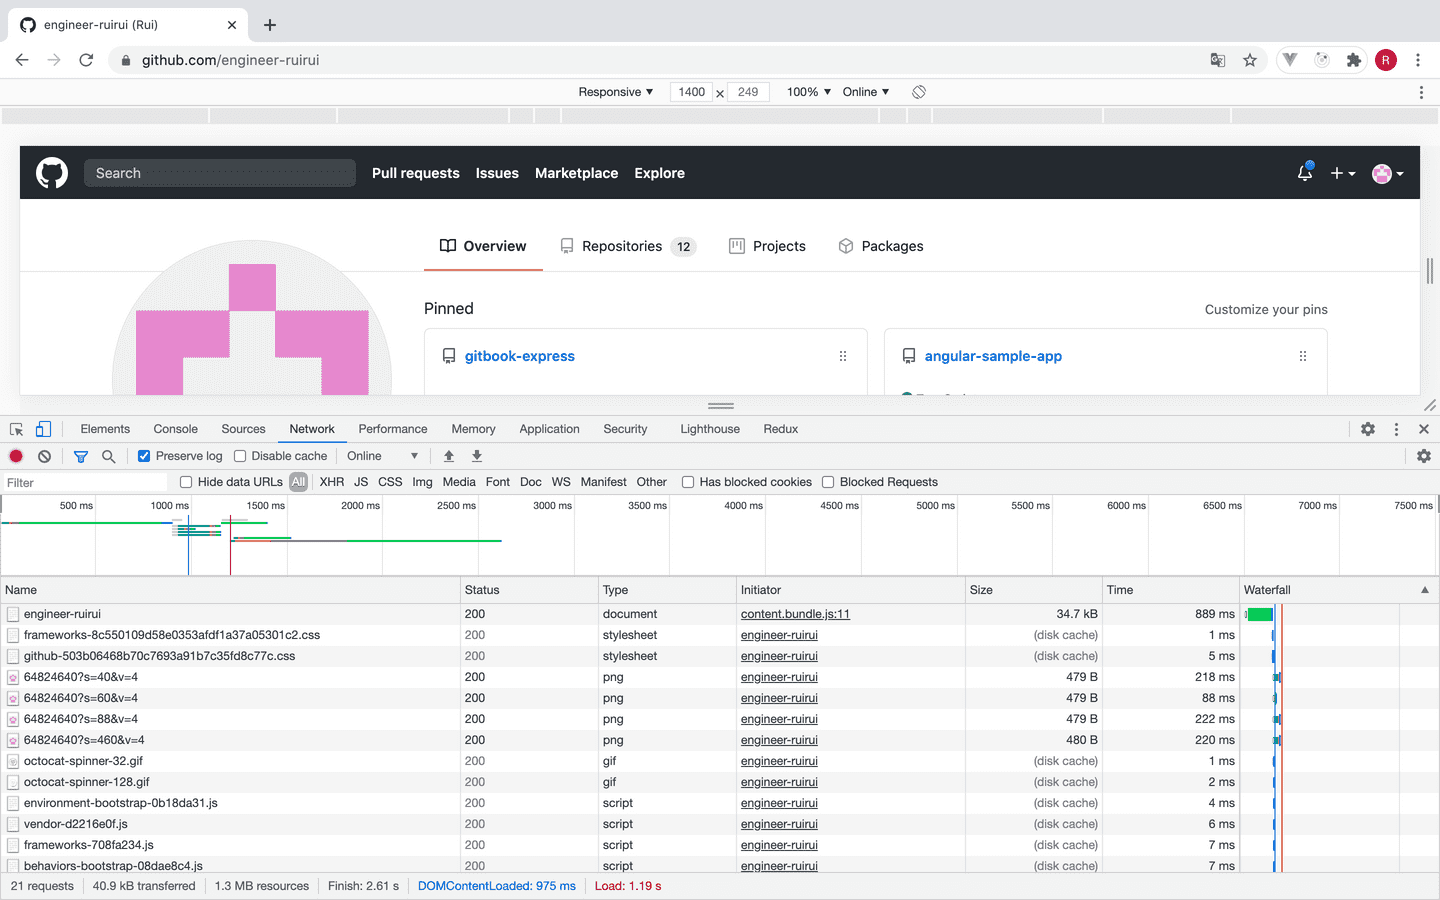 engineer-ruirui (Rui)
github.com/engineer-ruirui
R
Responsive ▼ 1400 × 249 100% ▼ Online ▼
Search Pull requests Issues Marketplace Explore
Overview Repositories 12 Projects Packages
Pinned Customize your pins
gitbook-express angular-sample-app
Elements Console Sources Network Performance Memory Application Security Lighthouse Redux
Preserve log Disable cache Online ▼
Filter Hide data URLs All XHR JS CSS Img Media Font Doc WS Manifest Other Has blocked cookies Blocked Requests
500 ms 1000 ms 1500 ms 2000 ms 2500 ms 3000 ms 3500 ms 4000 ms 4500 ms 5000 ms 5500 ms 6000 ms 6500 ms 7000 ms 7500 ms
Name Status Type Initiator Size Time Waterfall ▲
engineer-ruirui 200 document content.bundle.js:11 34.7 kB 889 ms
frameworks-8c550109d58e0353afdf1a37a05301c2.css 200 stylesheet engineer-ruirui (disk cache) 1 ms
github-503b06468b70c7693a91b7c35fd8c77c.css 200 stylesheet engineer-ruirui (disk cache) 5 ms
64824640?s=40&v=4 200 png engineer-ruirui 479 B 218 ms
64824640?s=60&v=4 200 png engineer-ruirui 479 B 88 ms
64824640?s=88&v=4 200 png engineer-ruirui 479 B 222 ms
64824640?s=460&v=4 200 png engineer-ruirui 480 B 220 ms
octocat-spinner-32.gif 200 gif engineer-ruirui (disk cache) 1 ms
octocat-spinner-128.gif 200 gif engineer-ruirui (disk cache) 2 ms
environment-bootstrap-0b18da31.js 200 script engineer-ruirui (disk cache) 4 ms
vendor-d2216e0f.js 200 script engineer-ruirui (disk cache) 6 ms
frameworks-708fa234.js 200 script engineer-ruirui (disk cache) 7 ms
behaviors-bootstrap-08dae8c4.js 200 script engineer-ruirui (disk cache) 7 ms
21 requests 40.9 kB transferred 1.3 MB resources Finish: 2.61 s DOMContentLoaded: 975 ms Load: 1.19 s